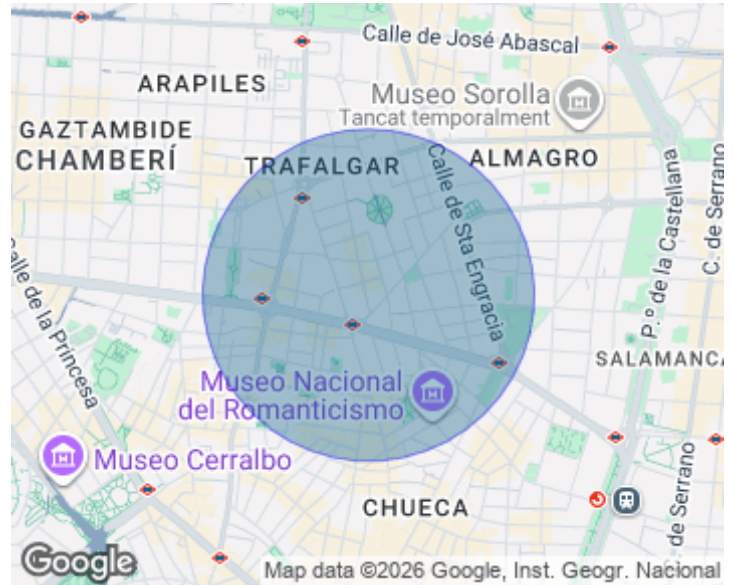 Calle de José Abascal
ARAPILES
Museo Sorolla
Tancat temporalment
GAZTAMBIDE
CHAMBERÍ
TRAFALGAR
ALMAGRO
Calle de Sta Engracia
P.º de la Castellana
C. de Serrano
Calle de la Princesa
SALAMANCA
Museo Nacional
del Romanticismo
Museo Cerralbo
C. de Serrano
CHUECA
Google
Map data ©2026 Google, Inst. Geogr. Nacional